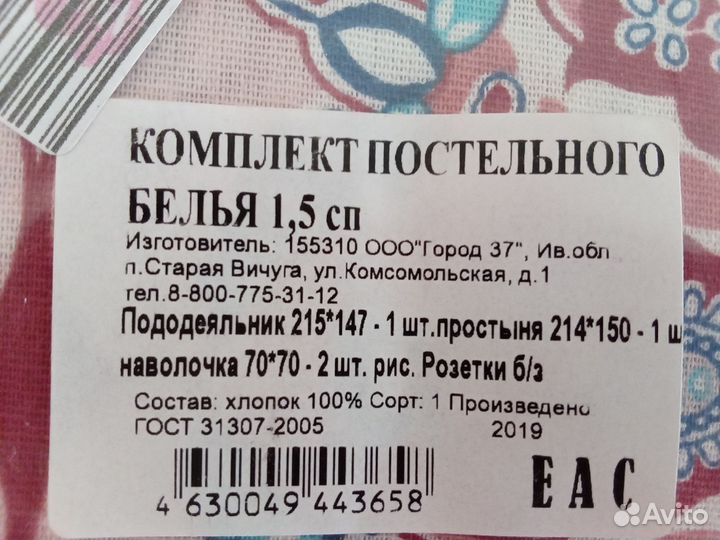 КОМПЛЕКТ ПОСТЕЛЬНОГО
БЕЛЬЯ 1,5 сп
Изготовитель: 155310 ООО"Город 37", Ив.обл
п.Старая Вичуга, ул.Комсомольская, д.1
тел.8-800-775-31-12
Пододеяльник 215*147 - 1 шт.простыня 214*150 - 1 ш
наволочка 70*70 - 2 шт. рис. Розетки б/з
Состав: хлопок 100% Сорт: 1 Произведено
ГОСТ 31307-2005 2019
4 630049 443658
ЕАС
Avito